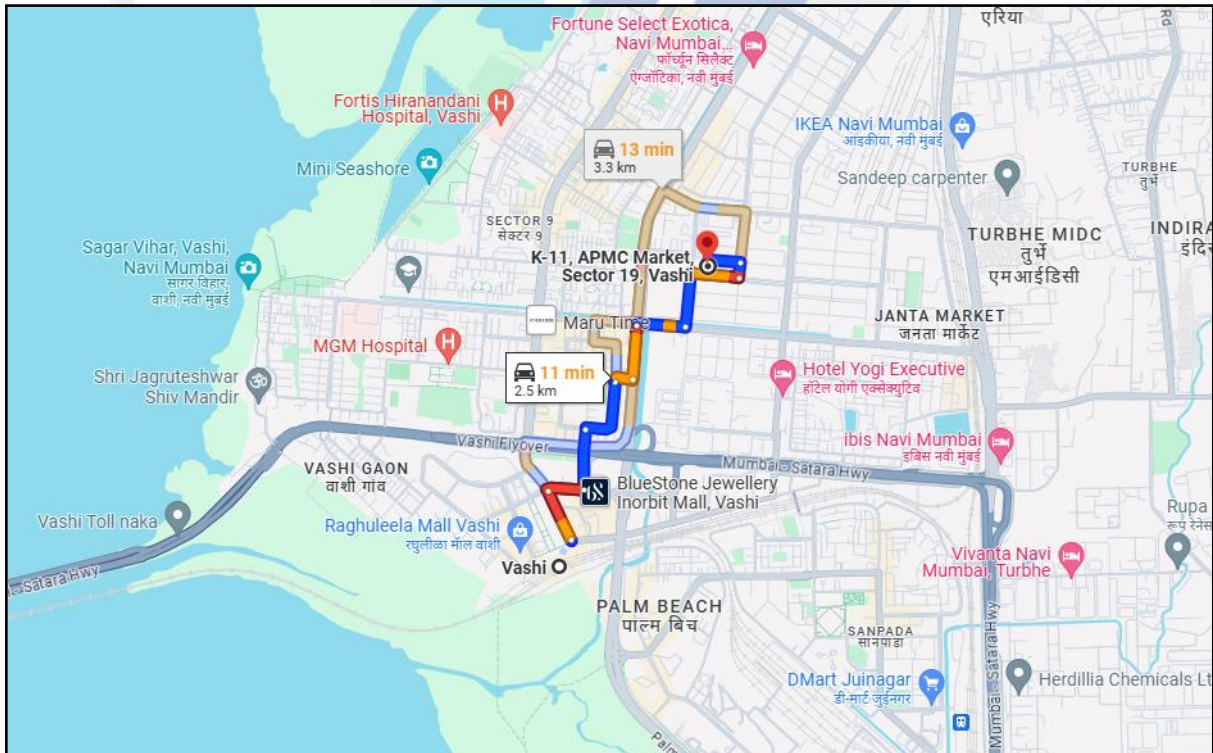 एरिया
Rd
Fortune Select Exotica,
Navi Mumbai...
फॉर्च्यून सिलेक्ट
ऐग्जॉटिका, नवी मुंबई
Fortis Hiranandani
Hospital, Vashi
IKEA Navi Mumbai
आइकीया, नवी मुंबई
13 min
3.3 km
Mini Seashore
Sandeep carpenter
TURBHE
तुर्भे
SECTOR 9
सेक्टर 9
TURBHE MIDC
तुर्भे
एमआईडिसी
INDIRA
Sagar Vihar, Vashi,
Navi Mumbai
सागर विहार,
वाशी, नवी मुंबई
K-11, APMC Market,
Sector 19, Vashi
Maru Time
JANTA MARKET
जनता मार्केट
MGM Hospital
11 min
2.5 km
Hotel Yogi Executive
हॉटेल योगी एक्सेक्युटिव
Shri Jagruteshwar
Shiv Mandir
Vashi Flyover
ibis Navi Mumbai
इबिस नवी मुंबई
Mumbai - Satara Hwy
VASHI GAON
वाशी गांव
BlueStone Jewellery
Inorbit Mall, Vashi
Vashi Toll naka
Raghuleela Mall Vashi
रघुलीळा मॉल वाशी
Rupa
रूप रेनेस
Vashi
Vivanta Navi
Mumbai, Turbhe
- Satara Hwy
PALM BEACH
पाल्म बिच
SANPADA
सानपाडा
DMart Juinagar
डी-मार्ट जुईनगर
Herdillia Chemicals Lt
Mumbai - Satara Hwy
Palm